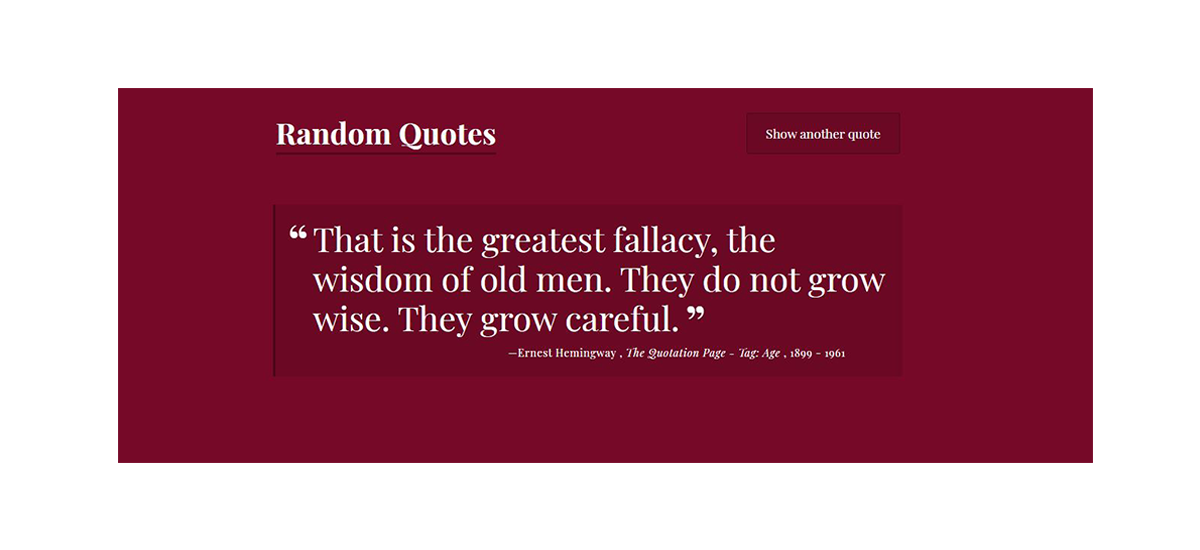 Random Quotes
Show another quote
❝ That is the greatest fallacy, the
wisdom of old men. They do not grow
wise. They grow careful. ❞
—Ernest Hemingway , The Quotation Page - Tag: Age , 1899 - 1961